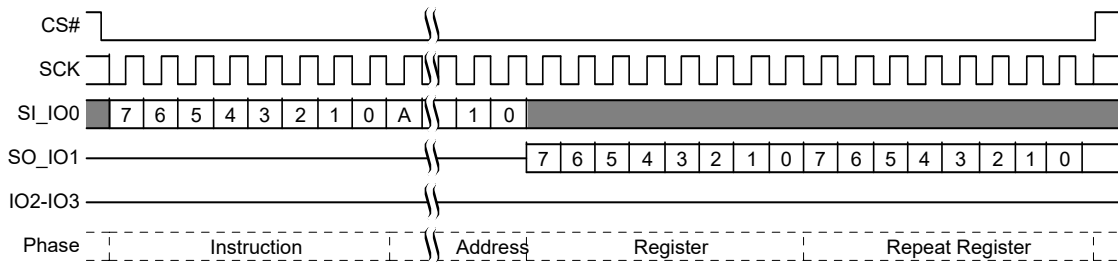 CS#
SCK
SI_IO0 7 6 5 4 3 2 1 0 A 1 0
SO_IO1 7 6 5 4 3 2 1 0 7 6 5 4 3 2 1 0
IO2-IO3
Phase Instruction Address Register Repeat Register